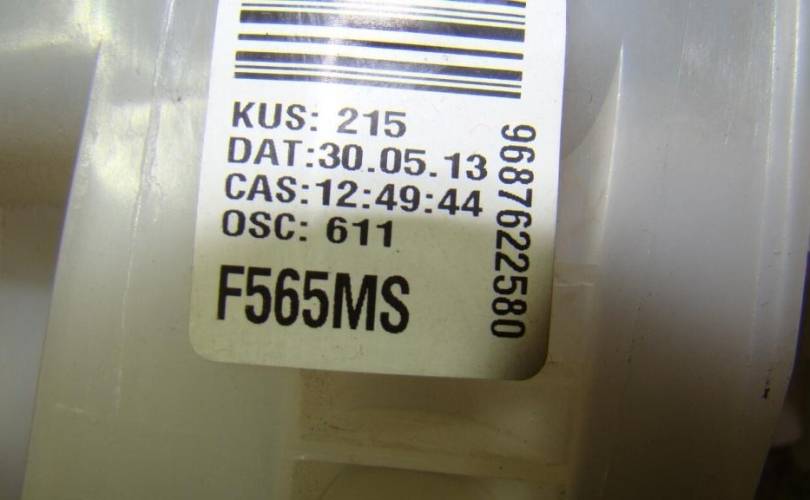 KUS: 215
DAT:30.05.13
CAS:12:49:44
OSC: 611
F565MS
9687622580